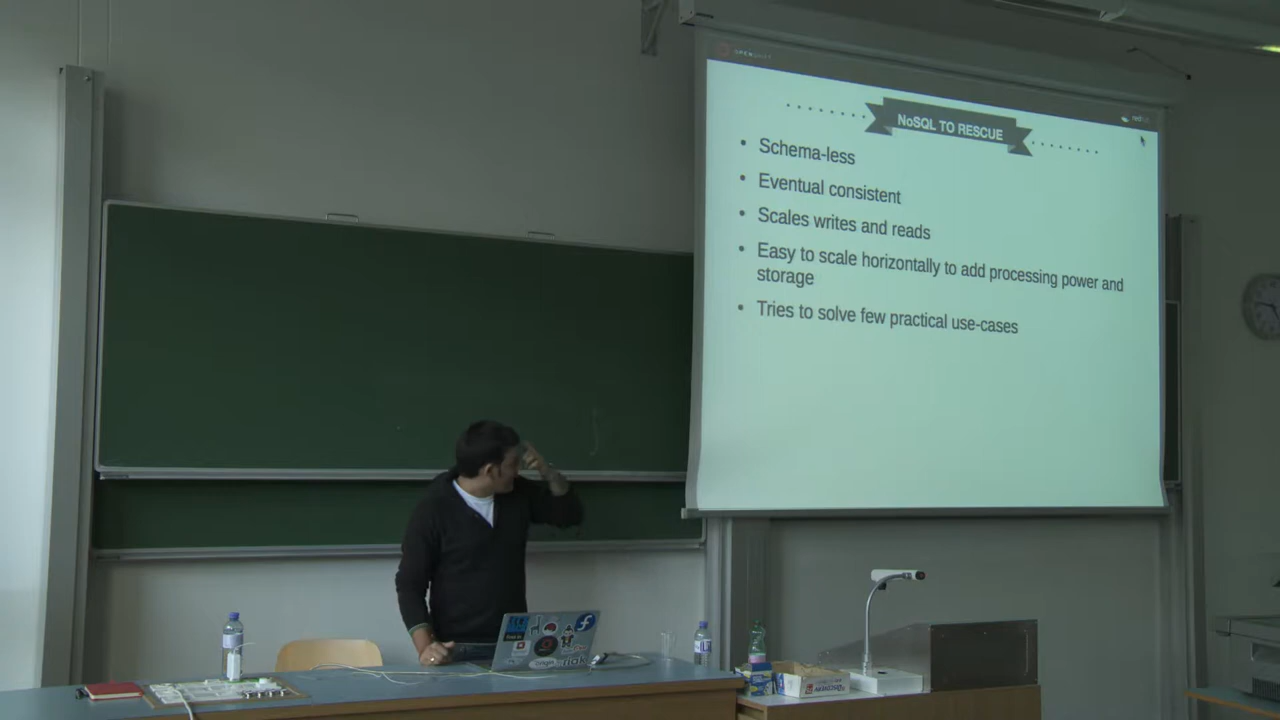 OPENSHIFT
NoSQL TO RESCUE
• Schema-less
• Eventual consistent
• Scales writes and reads
• Easy to scale horizontally to add processing power and
storage
• Tries to solve few practical use-cases